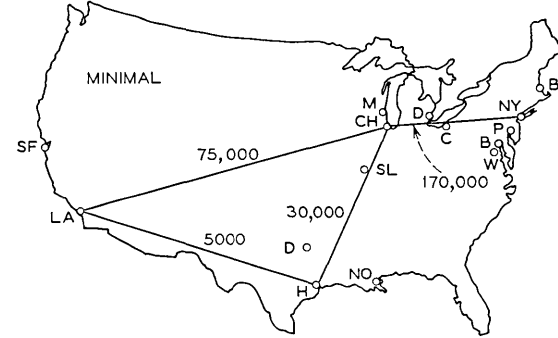 MINIMAL
M
D
B
CH
NY
C
P
B
W
SF
75,000
SL
170,000
LA
30,000
5000
D
H
NO